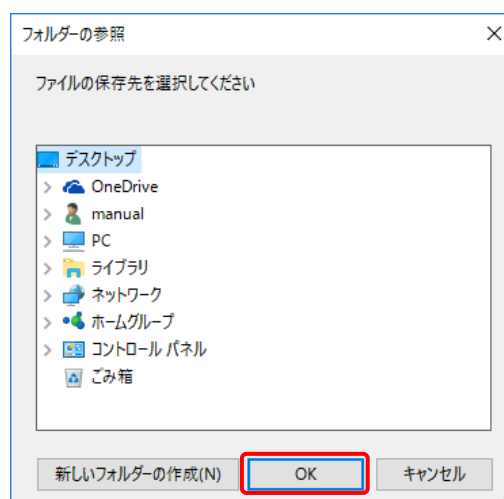 フォルダーの参照
ファイルの保存先を選択してください
デスクトップ
OneDrive
manual
PC
ライブラリ
ネットワーク
ホームグループ
コントロール パネル
ごみ箱
新しいフォルダーの作成(N) OK キャンセル